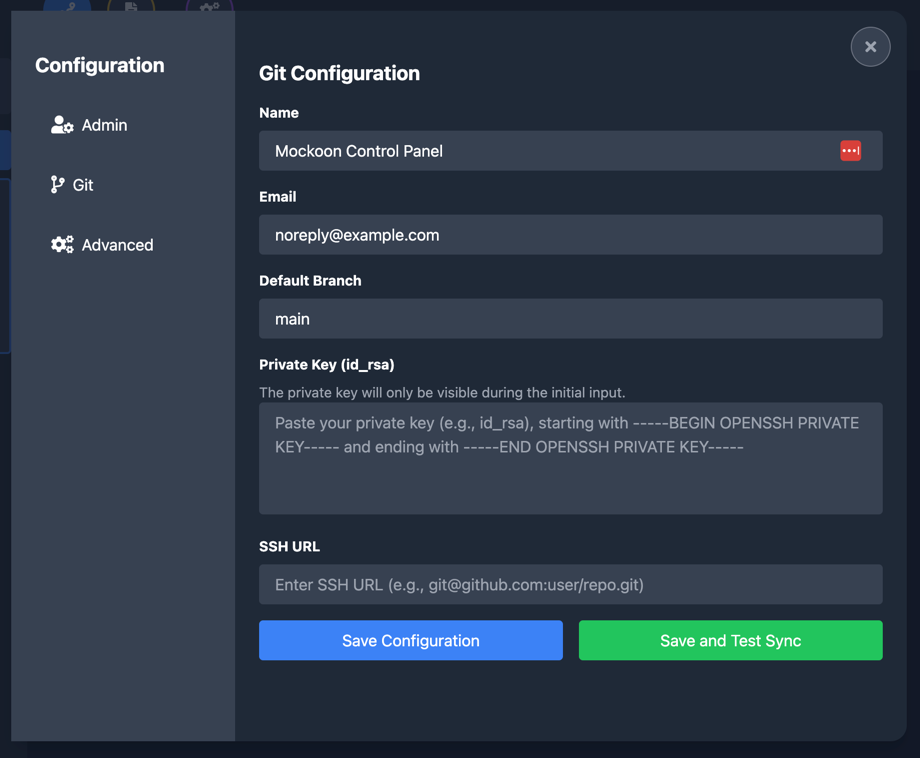 Configuration
Admin
Git
Advanced
Git Configuration
Name
Mockoon Control Panel
Email
noreply@example.com
Default Branch
main
Private Key (id_rsa)
The private key will only be visible during the initial input.
Paste your private key (e.g., id_rsa), starting with -----BEGIN OPENSSH PRIVATE
KEY----- and ending with -----END OPENSSH PRIVATE KEY-----
SSH URL
Enter SSH URL (e.g., git@github.com:user/repo.git)
Save Configuration
Save and Test Sync